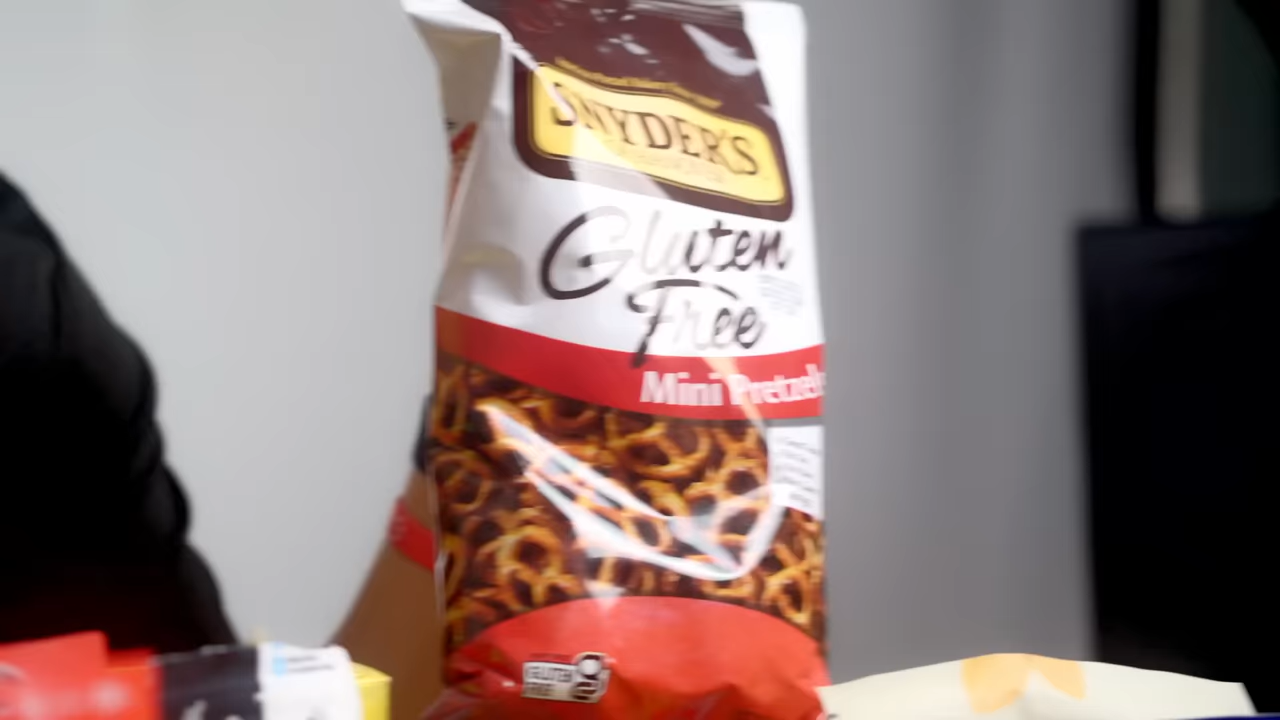 SNYDER'S
Gluten
Free
Mini Pretzels
GLUTEN
FREE